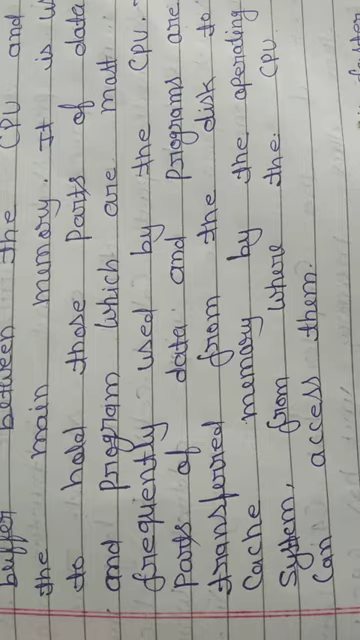 buffer between the CPU and
the main memory. It is u
to hold those parts of data
and program which are most
frequently used by the CPU.
Parts of data and programs are
transferred from the disk to
Cache memory by the operating
System, from where the CPU
Can access them.